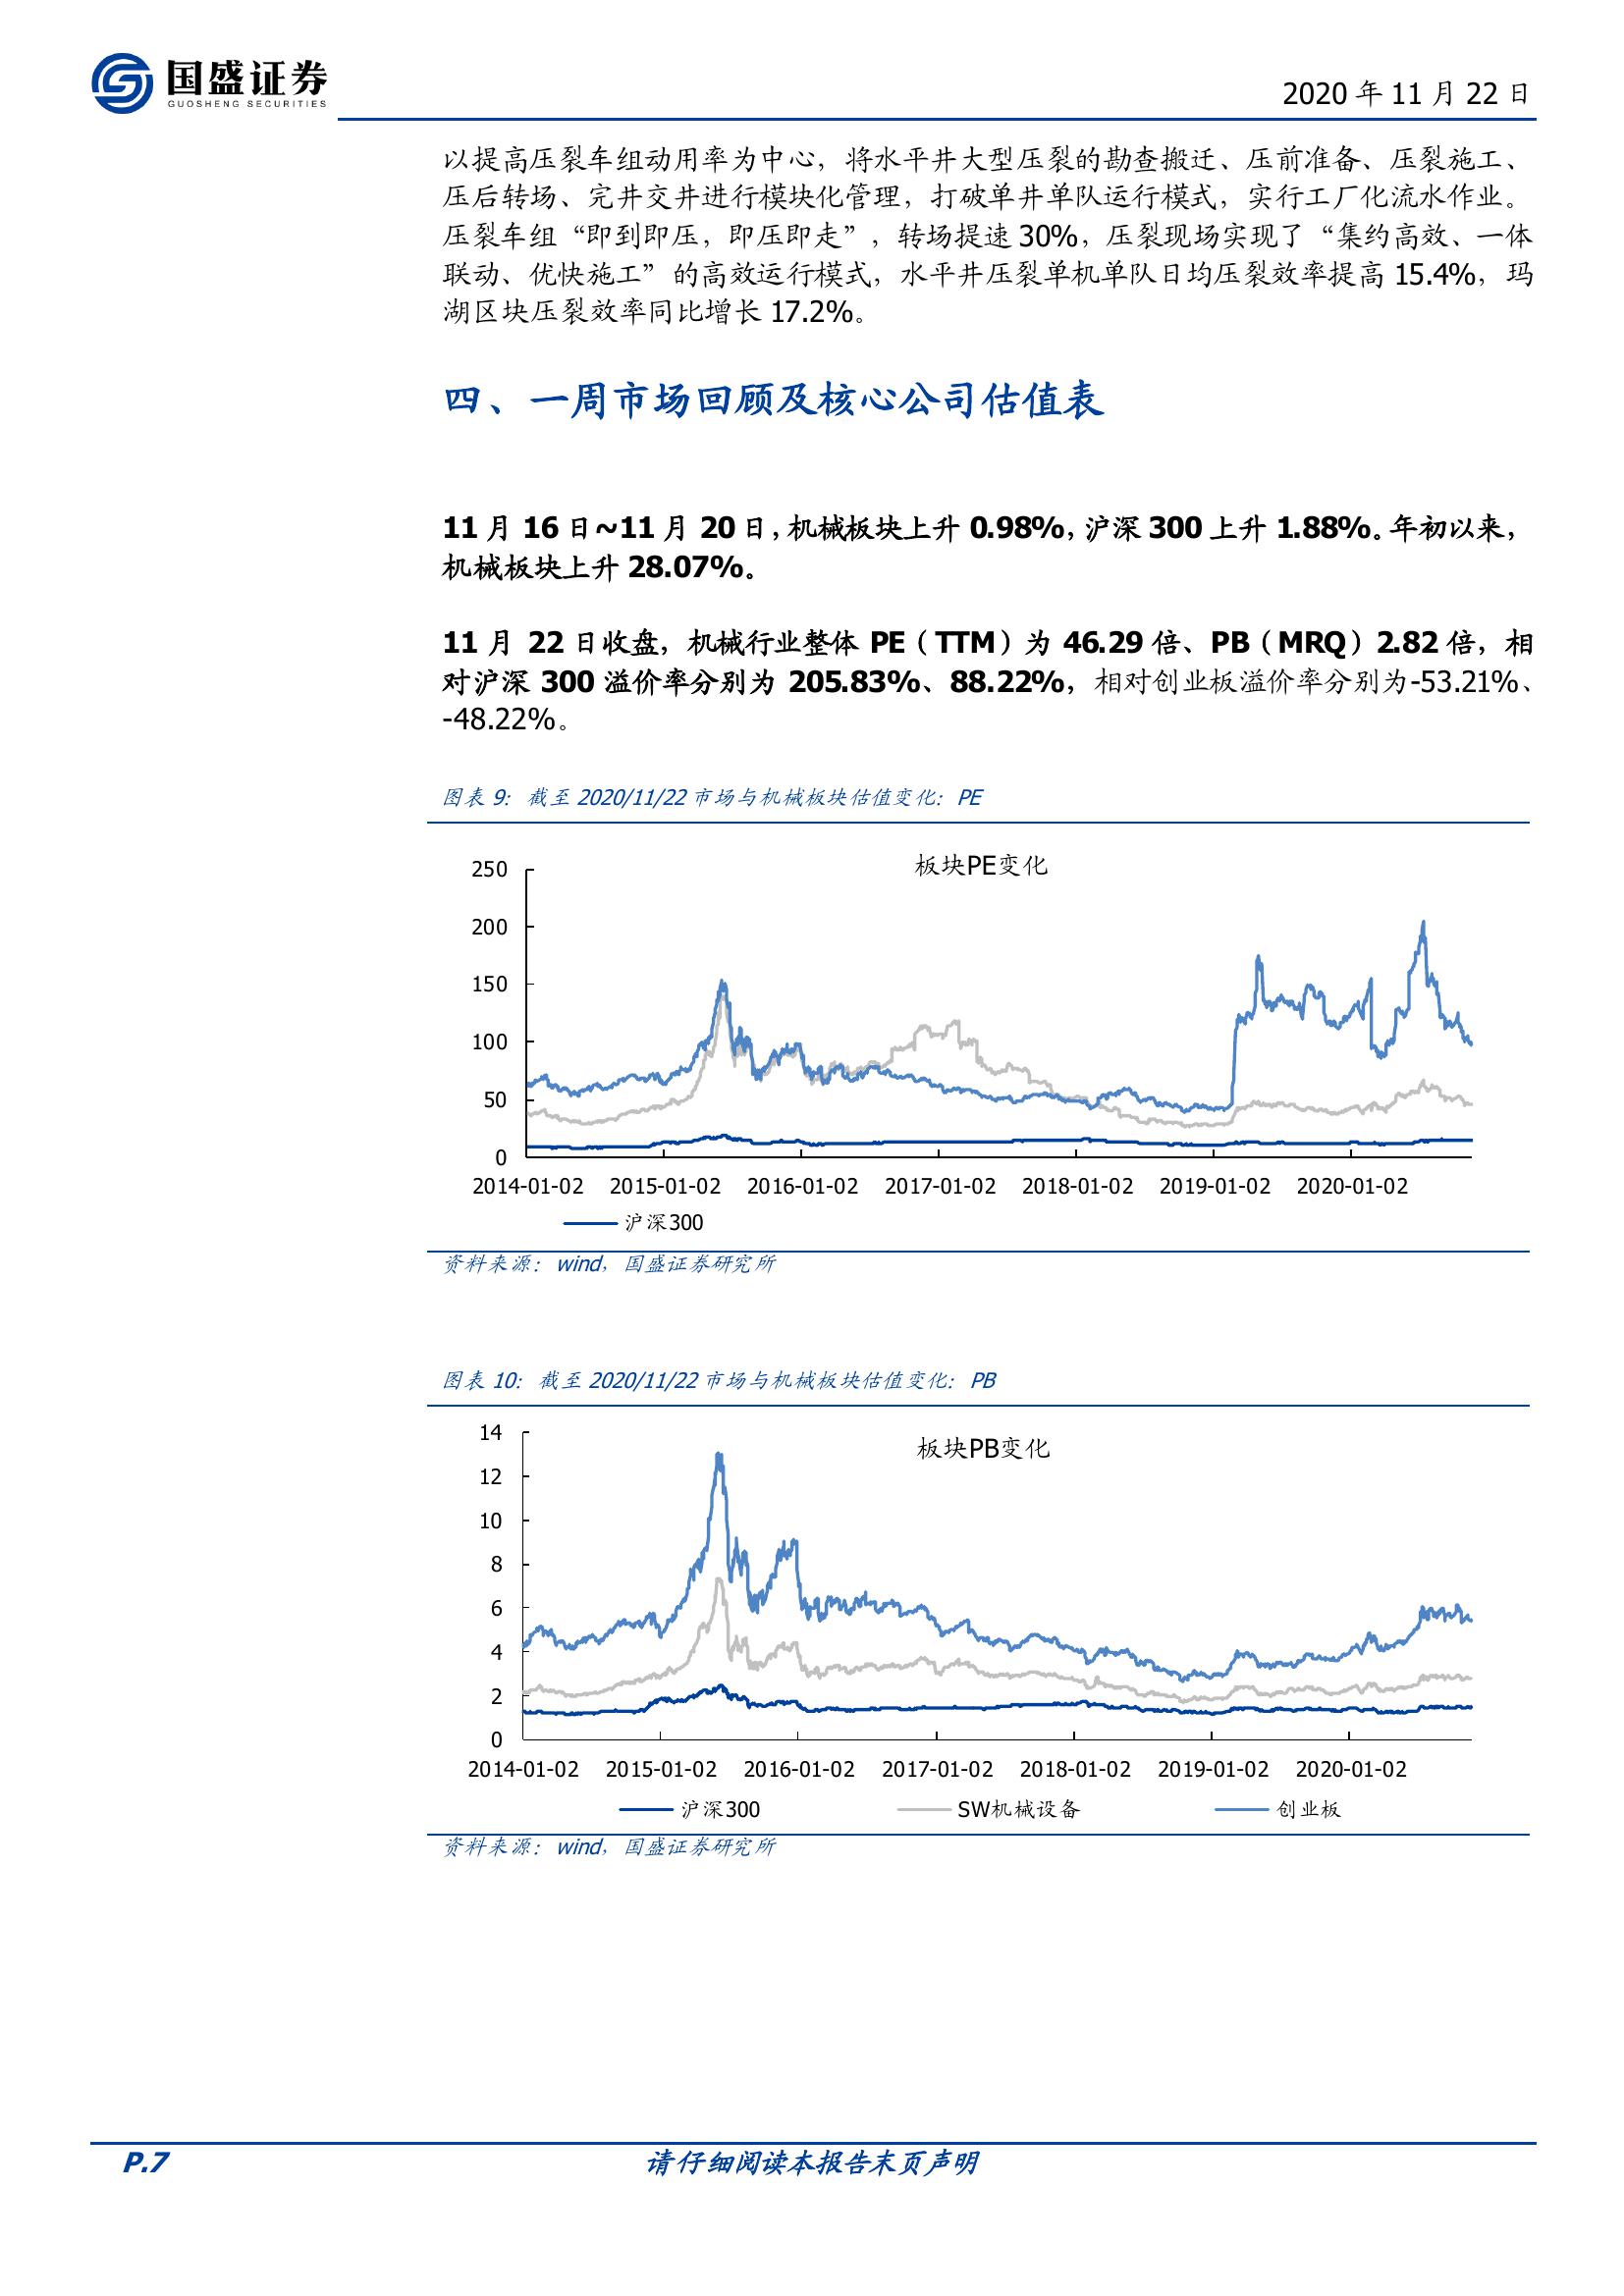 国盛证券
GUOSHENG SECURITIES
2020 年 11 月 22 日
以提高压裂车组动用率为中心，将水平井大型压裂的勘查搬迁、压前准备、压裂施工、
压后转场、完井交井进行模块化管理，打破单井单队运行模式，实行工厂化流水作业。
压裂车组“即到即压，即压即走”，转场提速 30%，压裂现场实现了“集约高效、一体
联动、优快施工”的高效运行模式，水平井压裂单机单队日均压裂效率提高 15.4%，玛
湖区块压裂效率同比增长 17.2%。
四、一周市场回顾及核心公司估值表
11 月 16 日~11 月 20 日，机械板块上升 0.98%，沪深 300 上升 1.88%。年初以来，
机械板块上升 28.07%。
11 月 22 日收盘，机械行业整体 PE（TTM）为 46.29 倍、PB（MRQ）2.82 倍，相
对沪深 300 溢价率分别为 205.83%、88.22%，相对创业板溢价率分别为-53.21%、
-48.22%。
图表 9：截至 2020/11/22 市场与机械板块估值变化：PE
板块PE变化
250
200
150
100
50
0
2014-01-02 2015-01-02 2016-01-02 2017-01-02 2018-01-02 2019-01-02 2020-01-02
沪深300
资料来源：wind，国盛证券研究所
图表 10：截至 2020/11/22 市场与机械板块估值变化：PB
板块PB变化
14
12
10
8
6
4
2
0
2014-01-02 2015-01-02 2016-01-02 2017-01-02 2018-01-02 2019-01-02 2020-01-02
沪深300 SW机械设备 创业板
资料来源：wind，国盛证券研究所
P.7 请仔细阅读本报告末页声明